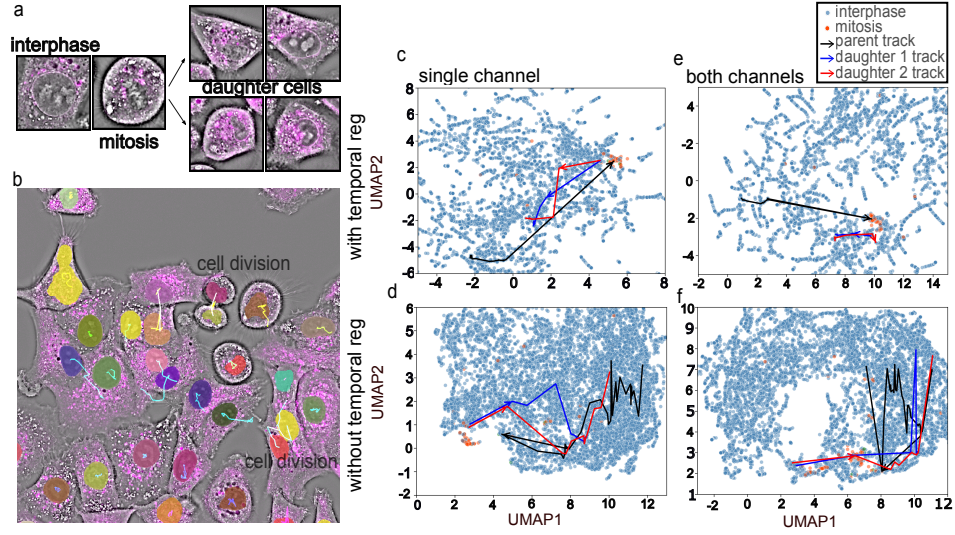 a
interphase
mitosis
daughter cells
b
cell division
cell division
interphase
mitosis
parent track
daughter 1 track
daughter 2 track
c
single channel
e
both channels
with temporal reg
UMAP2
8
6
4
2
0
-2
-4
-6
-4 -2 0 2 4 6 8
4
2
0
2
-4
0 2 4 6 8 10 12 14
d
without temporal reg
UMAP2
6
5
4
3
2
1
0
-1
-2
0 2 4 6 8 10 12
UMAP1
f
10
9
8
7
6
5
4
3
2
1
0 2 4 6 8 10 12
UMAP1